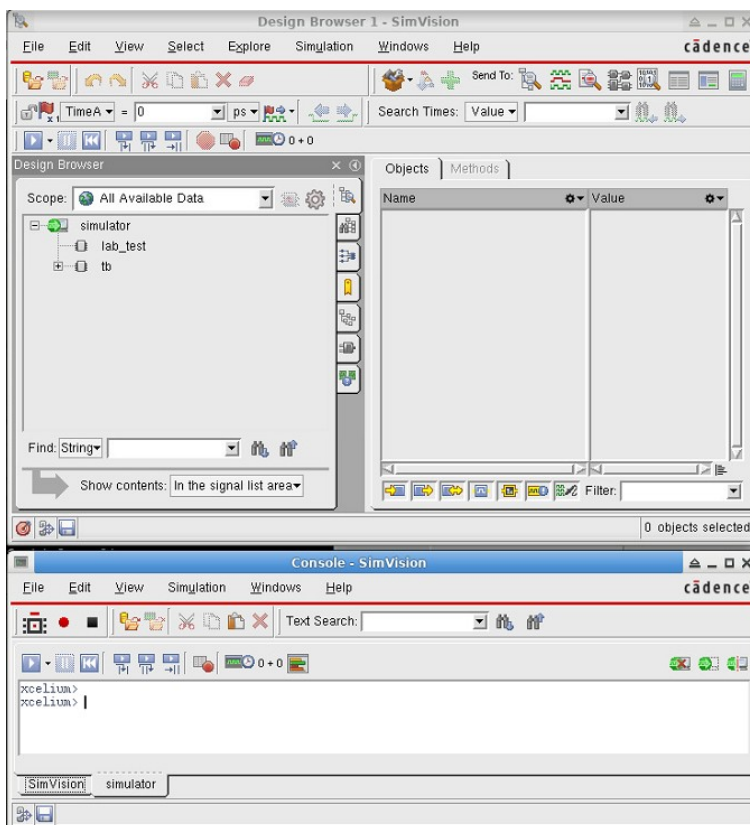 Design Browser 1 - SimVision
File Edit View Select Explore Simulation Windows Help cādence
Send To:
TimeA = 0 ps Search Times: Value
0 + 0
Design Browser
Objects Methods
Scope: All Available Data
Name Value
simulator
lab_test
tb
Find: String
Show contents: In the signal list area
Filter:
0 objects selected
Console - SimVision
File Edit View Simulation Windows Help cādence
Text Search:
0 + 0
xcelium>
xcelium>
SimVision simulator